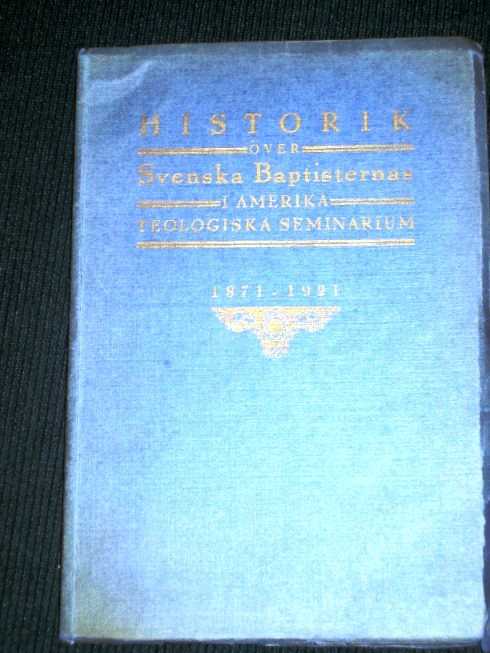 HISTORIK
ÖVER
Svenska Baptisternas
I AMERIKA
TEOLOGISKA SEMINARIUM
1871-1921